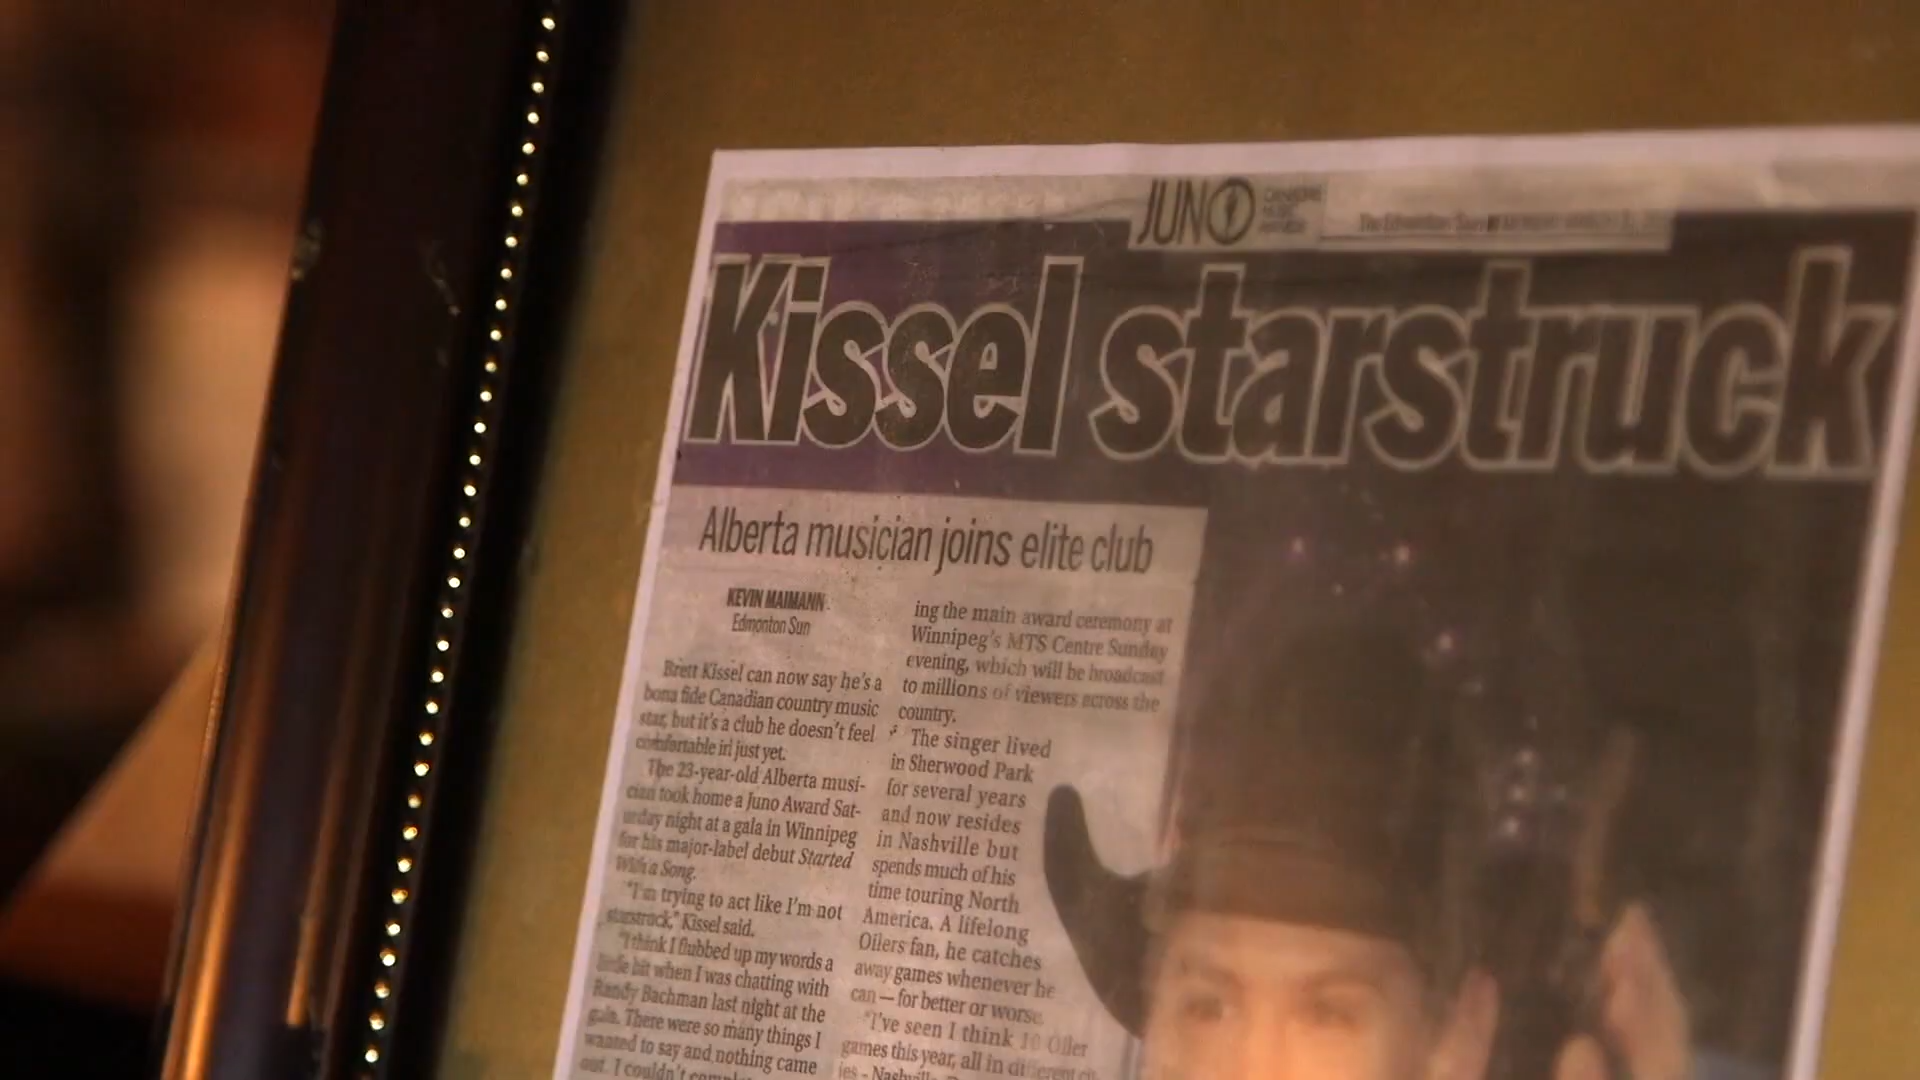 JUNO
The Edmonton Sun
Kissel starstruck
Alberta musician joins elite club
KEVIN MAIMANN
Edmonton Sun
Brett Kissel can now say he's a
bona fide Canadian country music
star, but it's a club he doesn't feel
comfortable in just yet.
The 23-year-old Alberta musi-
cian took home a Juno Award Sat-
urday night at a gala in Winnipeg
for his major-label debut Started
With a Song.
"I'm trying to act like I'm not
starstruck," Kissel said.
"I think I flubbed up my words a
little bit when I was chatting with
Randy Bachman last night at the
gala. There were so many things I
wanted to say and nothing came
out. I couldn't
ing the main award ceremony at
Winnipeg's MTS Centre Sunday
evening, which will be broadcast
to millions of viewers across the
country.
The singer lived
in Sherwood Park
for several years
and now resides
in Nashville but
spends much of his
time touring North
America. A lifelong
Oilers fan, he catches
away games whenever he
can — for better or worse.
"I've seen I think 10 Oiler
games this year, all in different cit-
ies - Nashville,